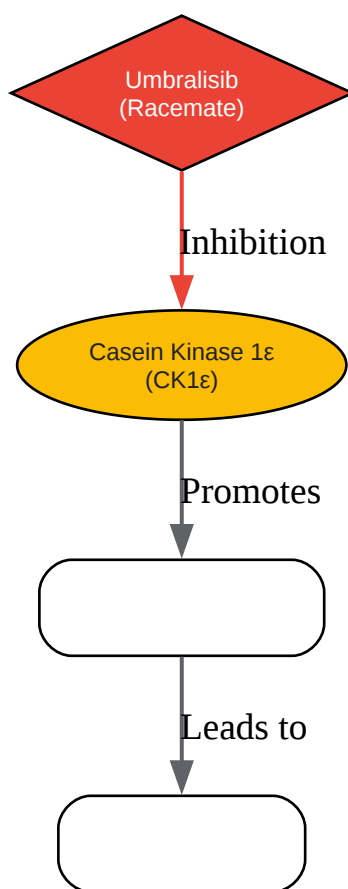 Umbralisib
(Racemate)
Inhibition
Casein Kinase 1ε
(CK1ε)
Promotes
Leads to